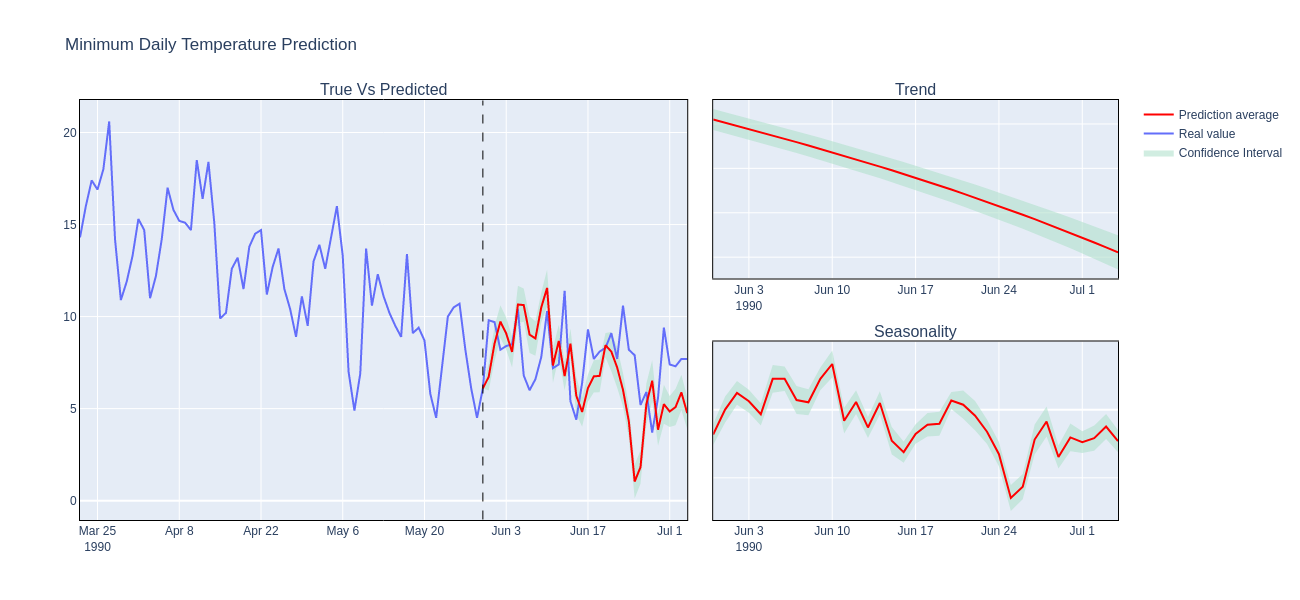 Minimum Daily Temperature Prediction
True Vs Predicted
20
15
10
5
0
Mar 25 Apr 8 Apr 22 May 6 May 20 Jun 3 Jun 17 Jul 1
1990
Trend
Jun 3 Jun 10 Jun 17 Jun 24 Jul 1
1990
Seasonality
Jun 3 Jun 10 Jun 17 Jun 24 Jul 1
1990
Prediction average
Real value
Confidence Interval